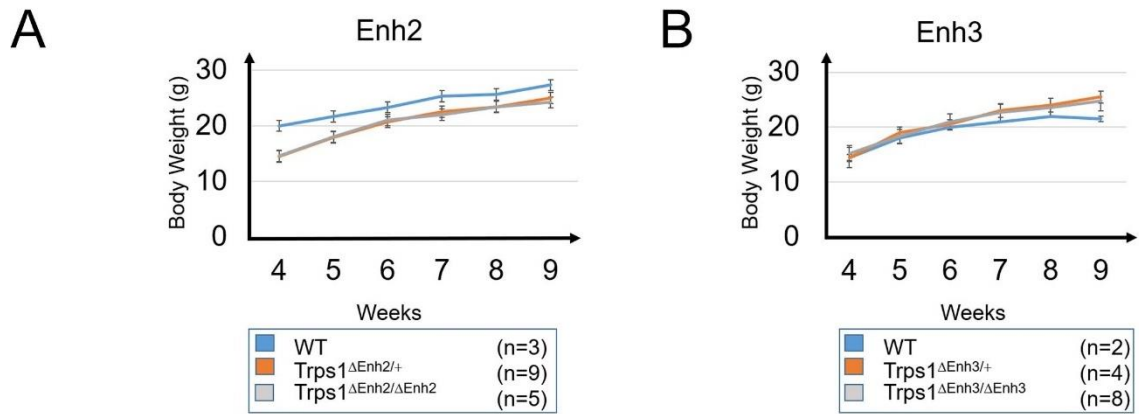 A
Enh2
Body Weight (g)
30
20
10
0
4 5 6 7 8 9
Weeks
WT (n=3)
Trps1ΔEnh2/+ (n=9)
Trps1ΔEnh2/ΔEnh2 (n=5)
B
Enh3
Body Weight (g)
30
20
10
0
4 5 6 7 8 9
Weeks
WT (n=2)
Trps1ΔEnh3/+ (n=4)
Trps1ΔEnh3/ΔEnh3 (n=8)